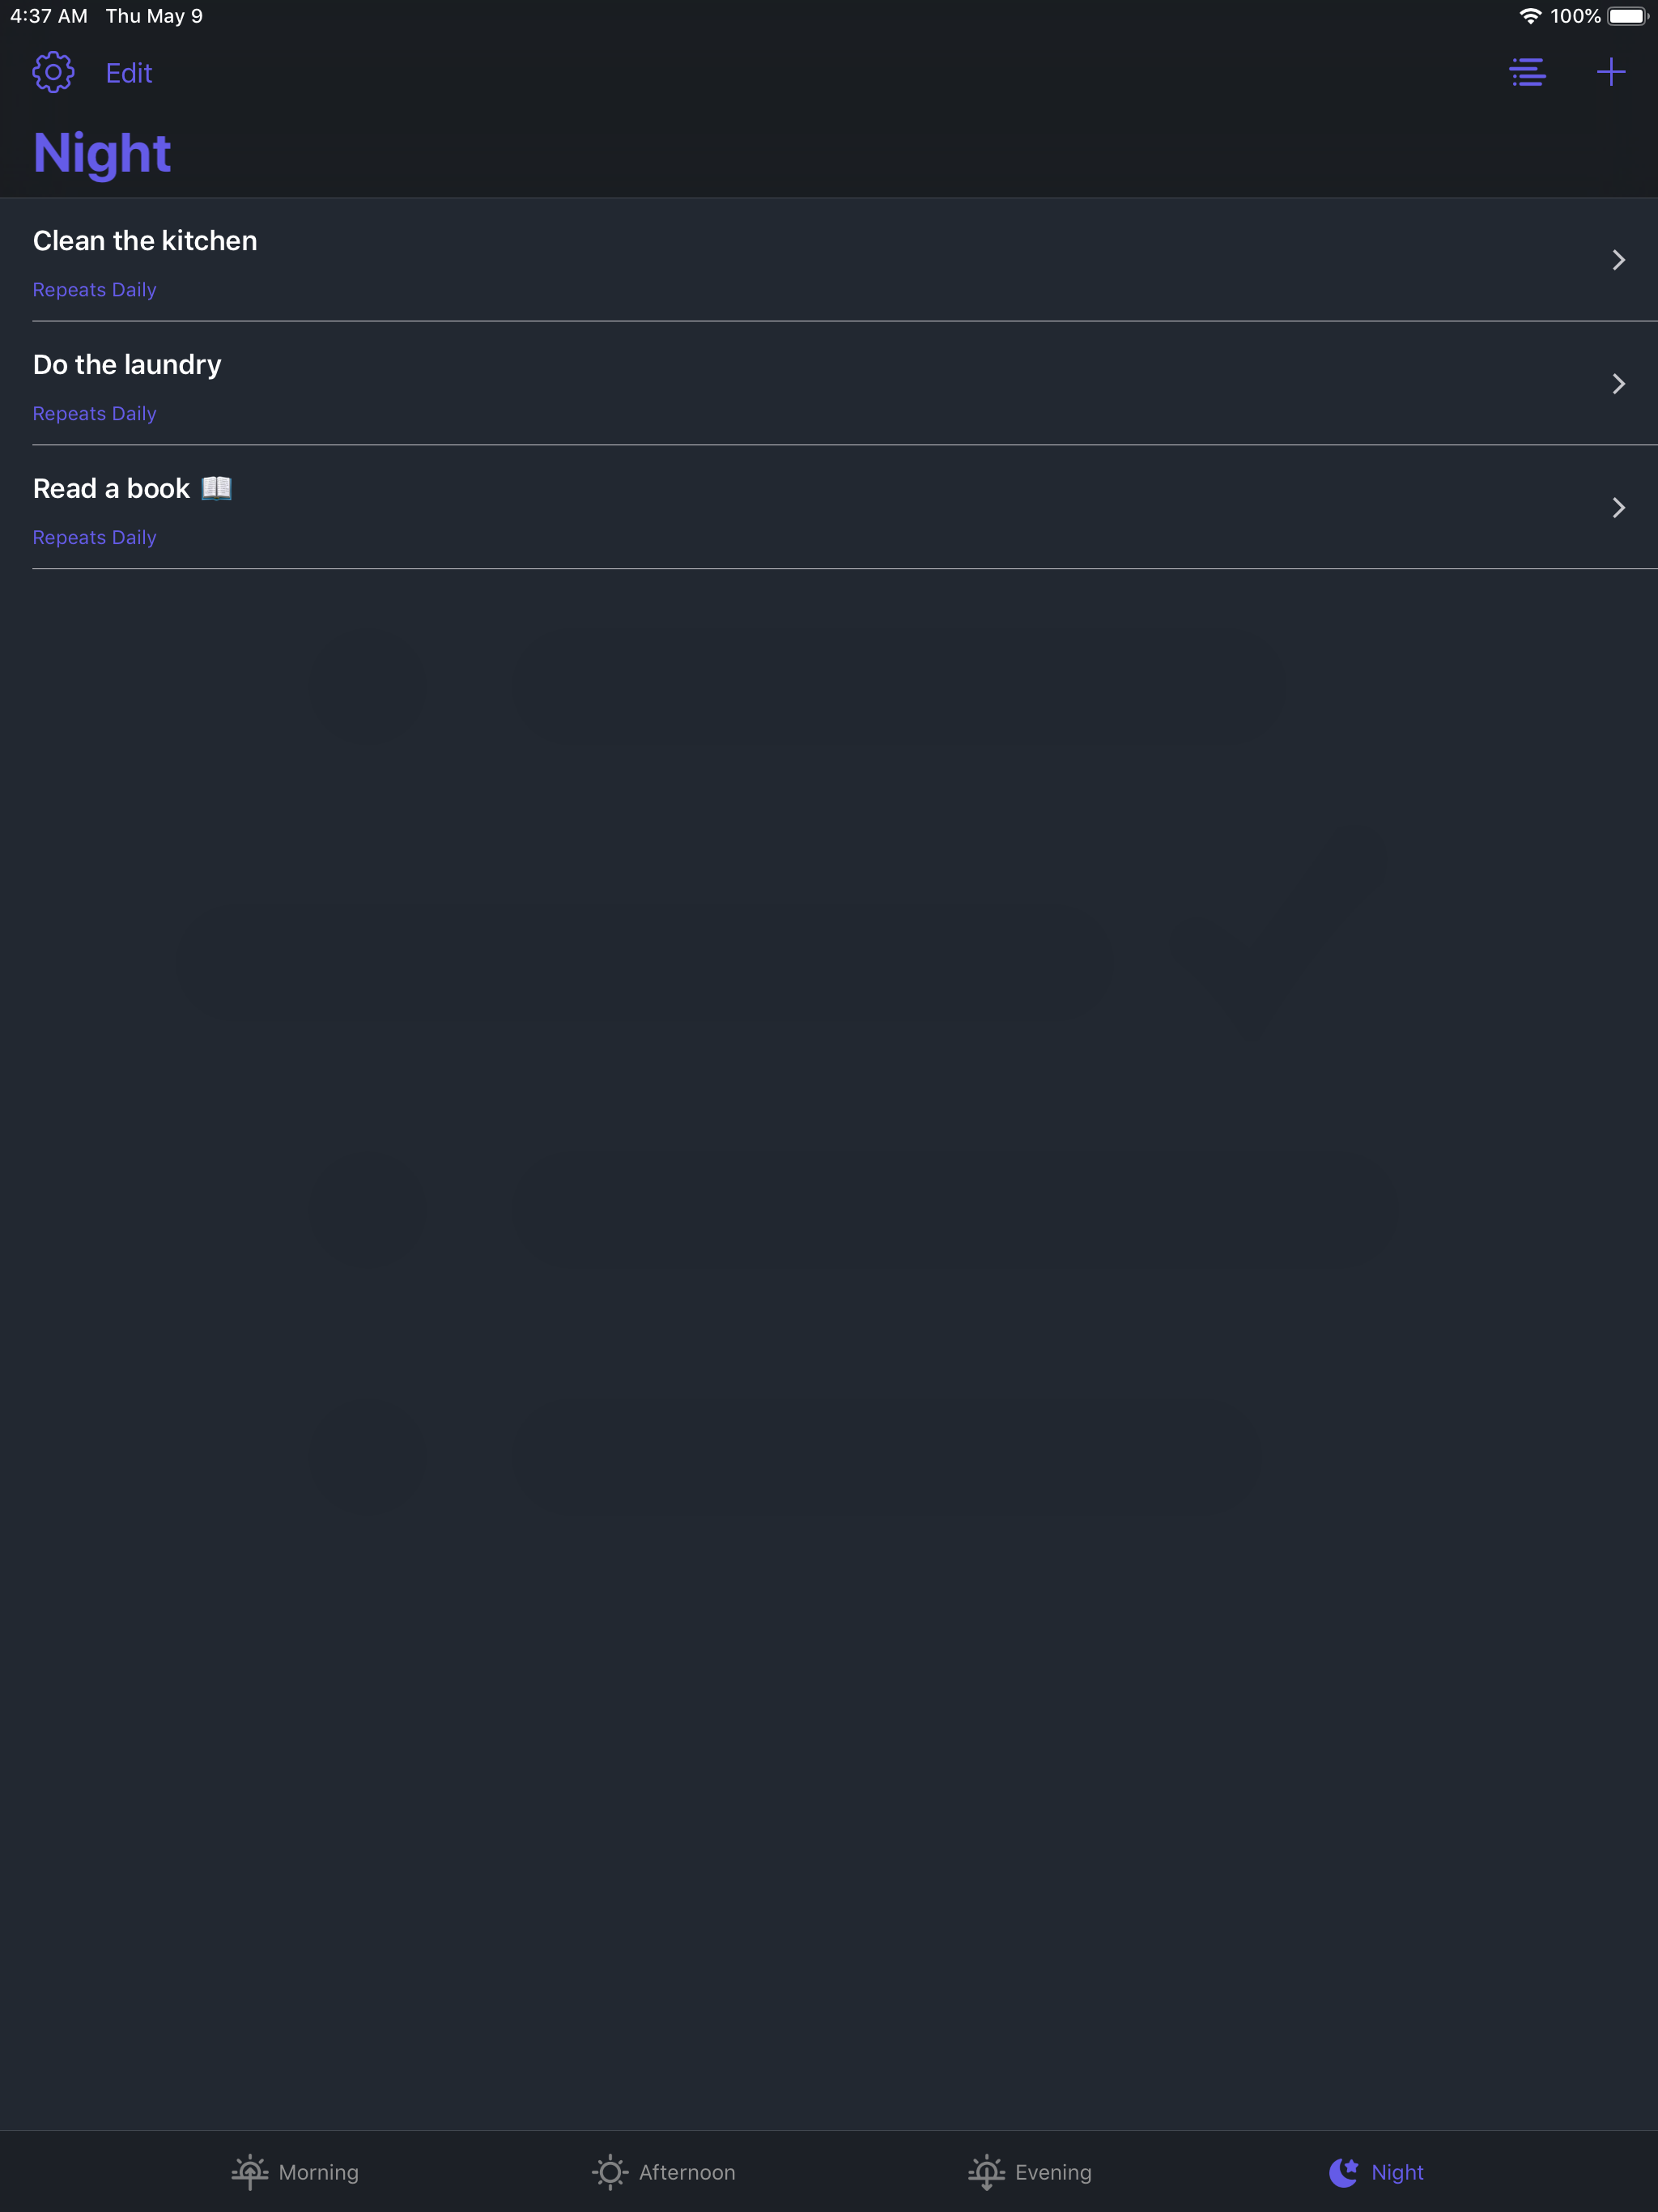 4:37 AM Thu May 9 100%
Edit
Night
Clean the kitchen
Repeats Daily
Do the laundry
Repeats Daily
Read a book 📖
Repeats Daily
Morning Afternoon Evening Night